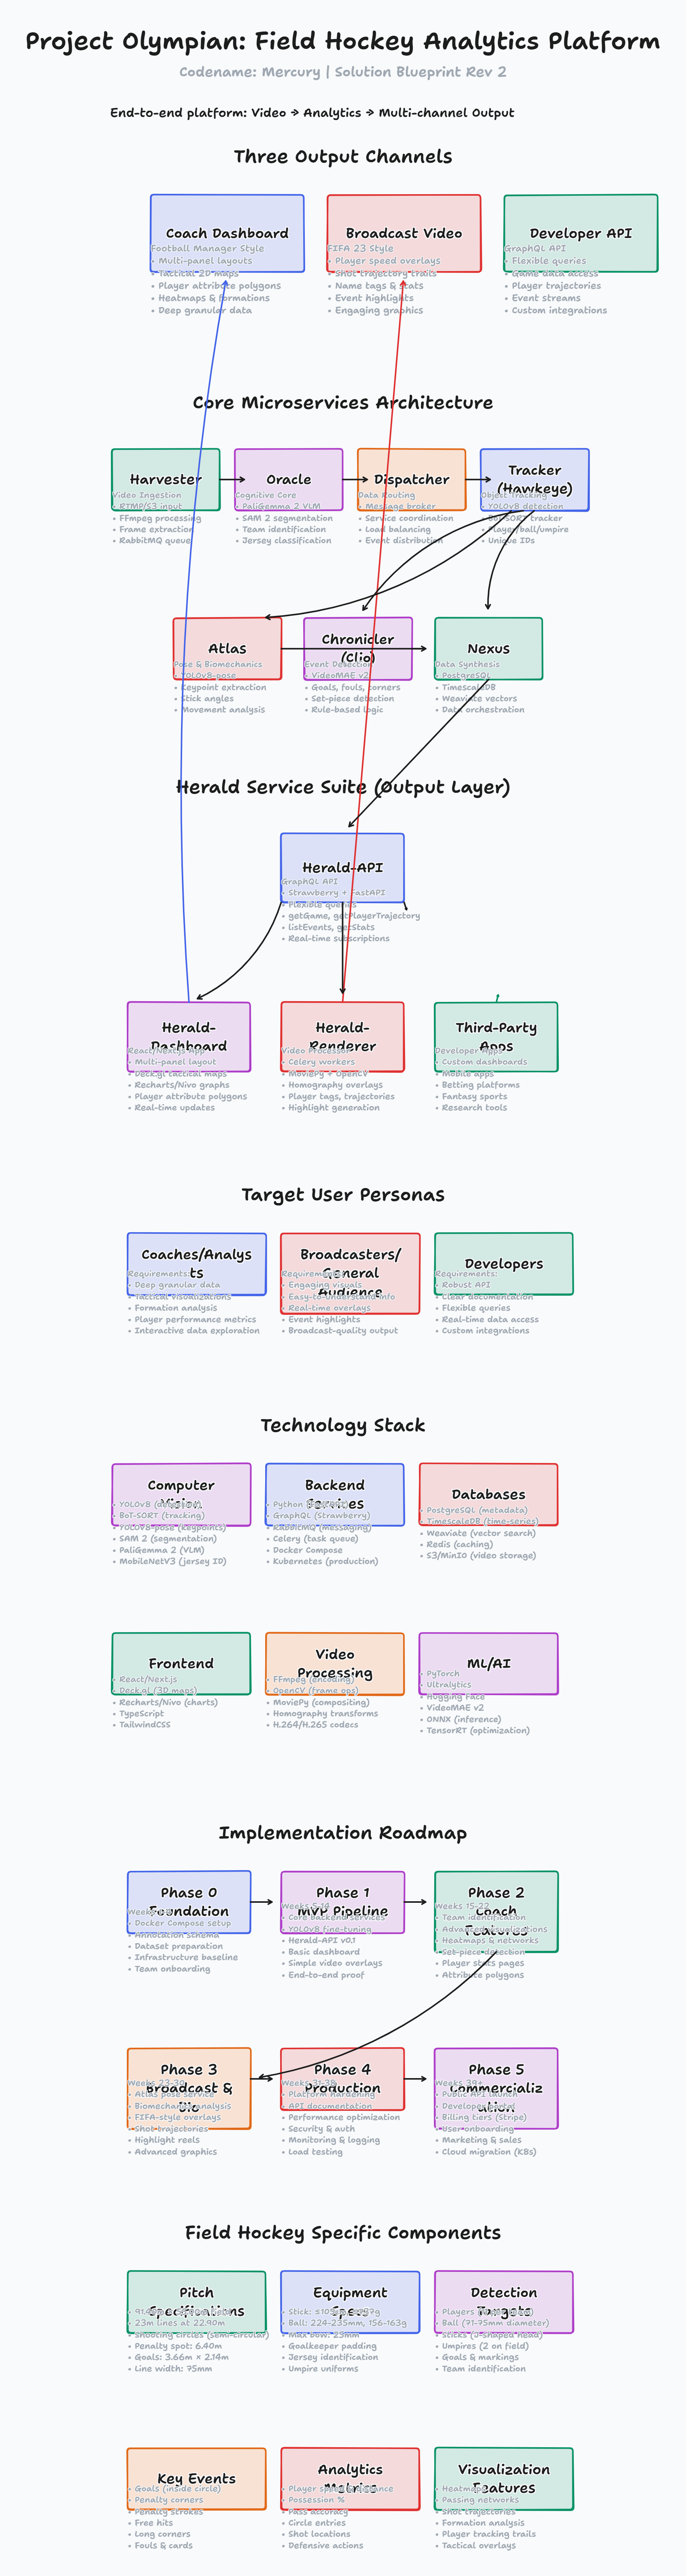 Project Olympian: Field Hockey Analytics Platform
Codename: Mercury | Solution Blueprint Rev 2
End-to-end platform: Video → Analytics → Multi-channel Output
Three Output Channels
Coach Dashboard
Football Manager Style
• Multi-panel layouts
• Tactical 2D maps
• Player attribute polygons
• Heatmaps & formations
• Deep granular data
Broadcast Video
FIFA 23 Style
• Player speed overlays
• Shot trajectory trails
• Name tags & stats
• Event highlights
• Engaging graphics
Developer API
GraphQL API
• Flexible queries
• Game data access
• Player trajectories
• Event streams
• Custom integrations
Core Microservices Architecture
Harvester
Video Ingestion
• RTMP/S3 input
• FFmpeg processing
• Frame extraction
• RabbitMQ queue
Oracle
Cognitive Core
• PaliGemma 2 VLM
• SAM 2 segmentation
• Team identification
• Jersey classification
Dispatcher
Data Routing
• Message broker
• Service coordination
• Load balancing
• Event distribution
Tracker
(Hawkeye)
Object Tracking
• YOLOv8 detection
• BoT-SORT tracker
• Player/ball/umpire
• Unique IDs
Atlas
Pose & Biomechanics
• YOLOv8-pose
• Keypoint extraction
• Stick angles
• Movement analysis
Chronicler
(Clio)
Event Detection
• VideoMAE v2
• Goals, fouls, corners
• Set-piece detection
• Rule-based logic
Nexus
Data Synthesis
• PostgreSQL
• TimescaleDB
• Weaviate vectors
• Data orchestration
Herald Service Suite (Output Layer)
Herald-API
GraphQL API
• Strawberry + FastAPI
• Flexible queries
• getGame, getPlayerTrajectory
• listEvents, getStats
• Real-time subscriptions
Herald-
Dashboard
React/Next.js App
• Multi-panel layout
• Deck.gl tactical maps
• Recharts/Nivo graphs
• Player attribute polygons
• Real-time updates
Herald-
Renderer
Video Processor
• Celery workers
• MoviePy + OpenCV
• Homography overlays
• Player tags, trajectories
• Highlight generation
Third-Party
Apps
Developer Apps
• Custom dashboards
• Mobile apps
• Betting platforms
• Fantasy sports
• Research tools
Target User Personas
Coaches/Analys
ts
Requirements:
• Deep granular data
• Tactical visualizations
• Formation analysis
• Player performance metrics
• Interactive data exploration
Broadcasters/
General
Audience
Requirements:
• Engaging visuals
• Easy-to-understand info
• Real-time overlays
• Event highlights
• Broadcast-quality output
Developers
Requirements:
• Robust API
• Clear documentation
• Flexible queries
• Real-time data access
• Custom integrations
Technology Stack
Computer
Vision
• YOLOv8 (detection)
• BoT-SORT (tracking)
• YOLOv8-pose (keypoints)
• SAM 2 (segmentation)
• PaliGemma 2 (VLM)
• MobileNetV3 (jersey ID)
Backend
Services
• Python (FastAPI)
• GraphQL (Strawberry)
• RabbitMQ (messaging)
• Celery (task queue)
• Docker Compose
• Kubernetes (production)
Databases
• PostgreSQL (metadata)
• TimescaleDB (time-series)
• Weaviate (vector search)
• Redis (caching)
• S3/MinIO (video storage)
Frontend
• React/Next.js
• Deck.gl (3D maps)
• Recharts/Nivo (charts)
• TypeScript
• TailwindCSS
Video
Processing
• FFmpeg (encoding)
• OpenCV (frame ops)
• MoviePy (compositing)
• Homography transforms
• H.264/H.265 codecs
ML/AI
• PyTorch
• Ultralytics
• Hugging Face
• VideoMAE v2
• ONNX (inference)
• TensorRT (optimization)
Implementation Roadmap
Phase 0
Foundation
• Docker Compose setup
• Annotation schema
• Dataset preparation
• Infrastructure baseline
• Team onboarding
Phase 1
MVP Pipeline
Weeks 5-14
• Core backend services
• YOLOv8 fine-tuning
• Herald-API v0.1
• Basic dashboard
• Simple video overlays
• End-to-end proof
Phase 2
Coach
Features
Weeks 15-22
• Team identification
• Advanced visualizations
• Heatmaps & networks
• Set-piece detection
• Player stats pages
• Attribute polygons
Phase 3
Broadcast &
Bio
Weeks 23-30
• Atlas pose service
• Biomechanical analysis
• FIFA-style overlays
• Shot trajectories
• Highlight reels
• Advanced graphics
Phase 4
Production
Weeks 31-38
• Platform hardening
• API documentation
• Performance optimization
• Security & auth
• Monitoring & logging
• Load testing
Phase 5
Commercializ
ation
Weeks 39+
• Public API launch
• Developer portal
• Billing tiers (Stripe)
• User onboarding
• Marketing & sales
• Cloud migration (K8s)
Field Hockey Specific Components
Pitch
Specifications
• 23m lines at 22.90m
• Shooting circles (semi-circular)
• Penalty spot: 6.40m
• Goals: 3.66m × 2.14m
• Line width: 75mm
Equipment
Specs
• Stick:
• Ball: 224-235mm, 156-163g
• Max bow: 25mm
• Goalkeeper padding
• Jersey identification
• Umpire uniforms
Detection
Targets
• Players
• Ball (71-75mm diameter)
• Sticks (J-shaped head)
• Umpires (2 on field)
• Goals & markings
• Team identification
Key Events
• Goals (inside circle)
• Penalty corners
• Penalty strokes
• Free hits
• Long corners
• Fouls & cards
Analytics
Metrics
• Player speed & distance
• Possession %
• Pass accuracy
• Circle entries
• Shot locations
• Defensive actions
Visualization
Features
• Heatmaps
• Passing networks
• Shot trajectories
• Formation analysis
• Player tracking trails
• Tactical overlays